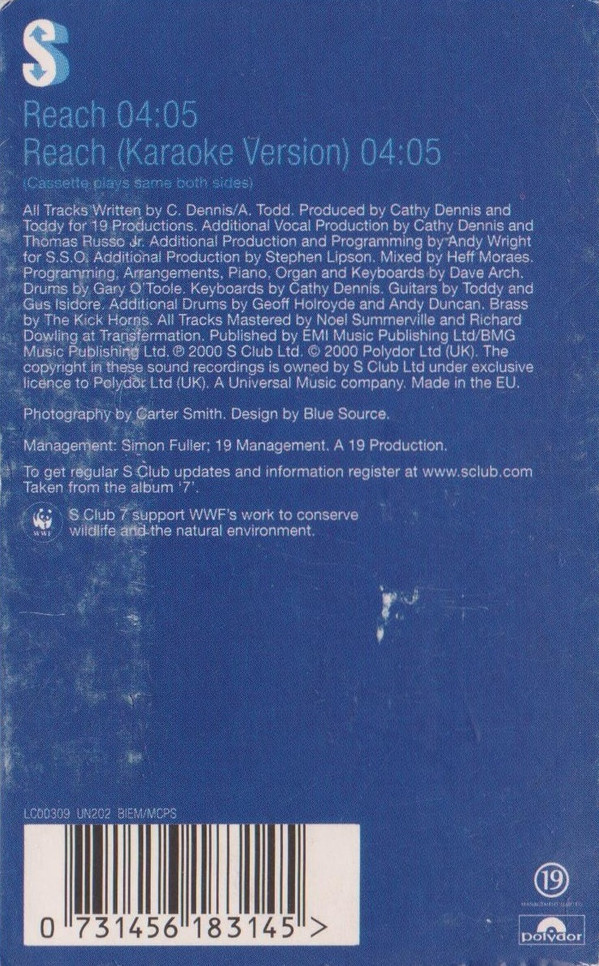 S
Reach 04:05
Reach (Karaoke Version) 04:05
(Cassette plays same both sides)
All Tracks Written by C. Dennis/A. Todd. Produced by Cathy Dennis and
Toddy for 19 Productions. Additional Vocal Production by Cathy Dennis and
Thomas Russo Jr. Additional Production and Programming by Andy Wright
for S.S.O. Additional Production by Stephen Lipson. Mixed by Heff Moraes.
Programming, Arrangements, Piano, Organ and Keyboards by Dave Arch.
Drums by Gary O'Toole. Keyboards by Cathy Dennis. Guitars by Toddy and
Gus Isidore. Additional Drums by Geoff Holroyde and Andy Duncan. Brass
by The Kick Horns. All Tracks Mastered by Noel Summerville and Richard
Dowling at Transfermation. Published by EMI Music Publishing Ltd/BMG
Music Publishing Ltd. ℗ 2000 S Club Ltd. © 2000 Polydor Ltd (UK). The
copyright in these sound recordings is owned by S Club Ltd under exclusive
licence to Polydor Ltd (UK). A Universal Music company. Made in the EU.
Photography by Carter Smith. Design by Blue Source.
Management: Simon Fuller; 19 Management. A 19 Production.
To get regular S Club updates and information register at www.sclub.com
Taken from the album '7'.
WWF
S Club 7 support WWF's work to conserve
wildlife and the natural environment.
LC00309 UN202 BIEM/MCPS
0 731456 183145 >
19
polydor